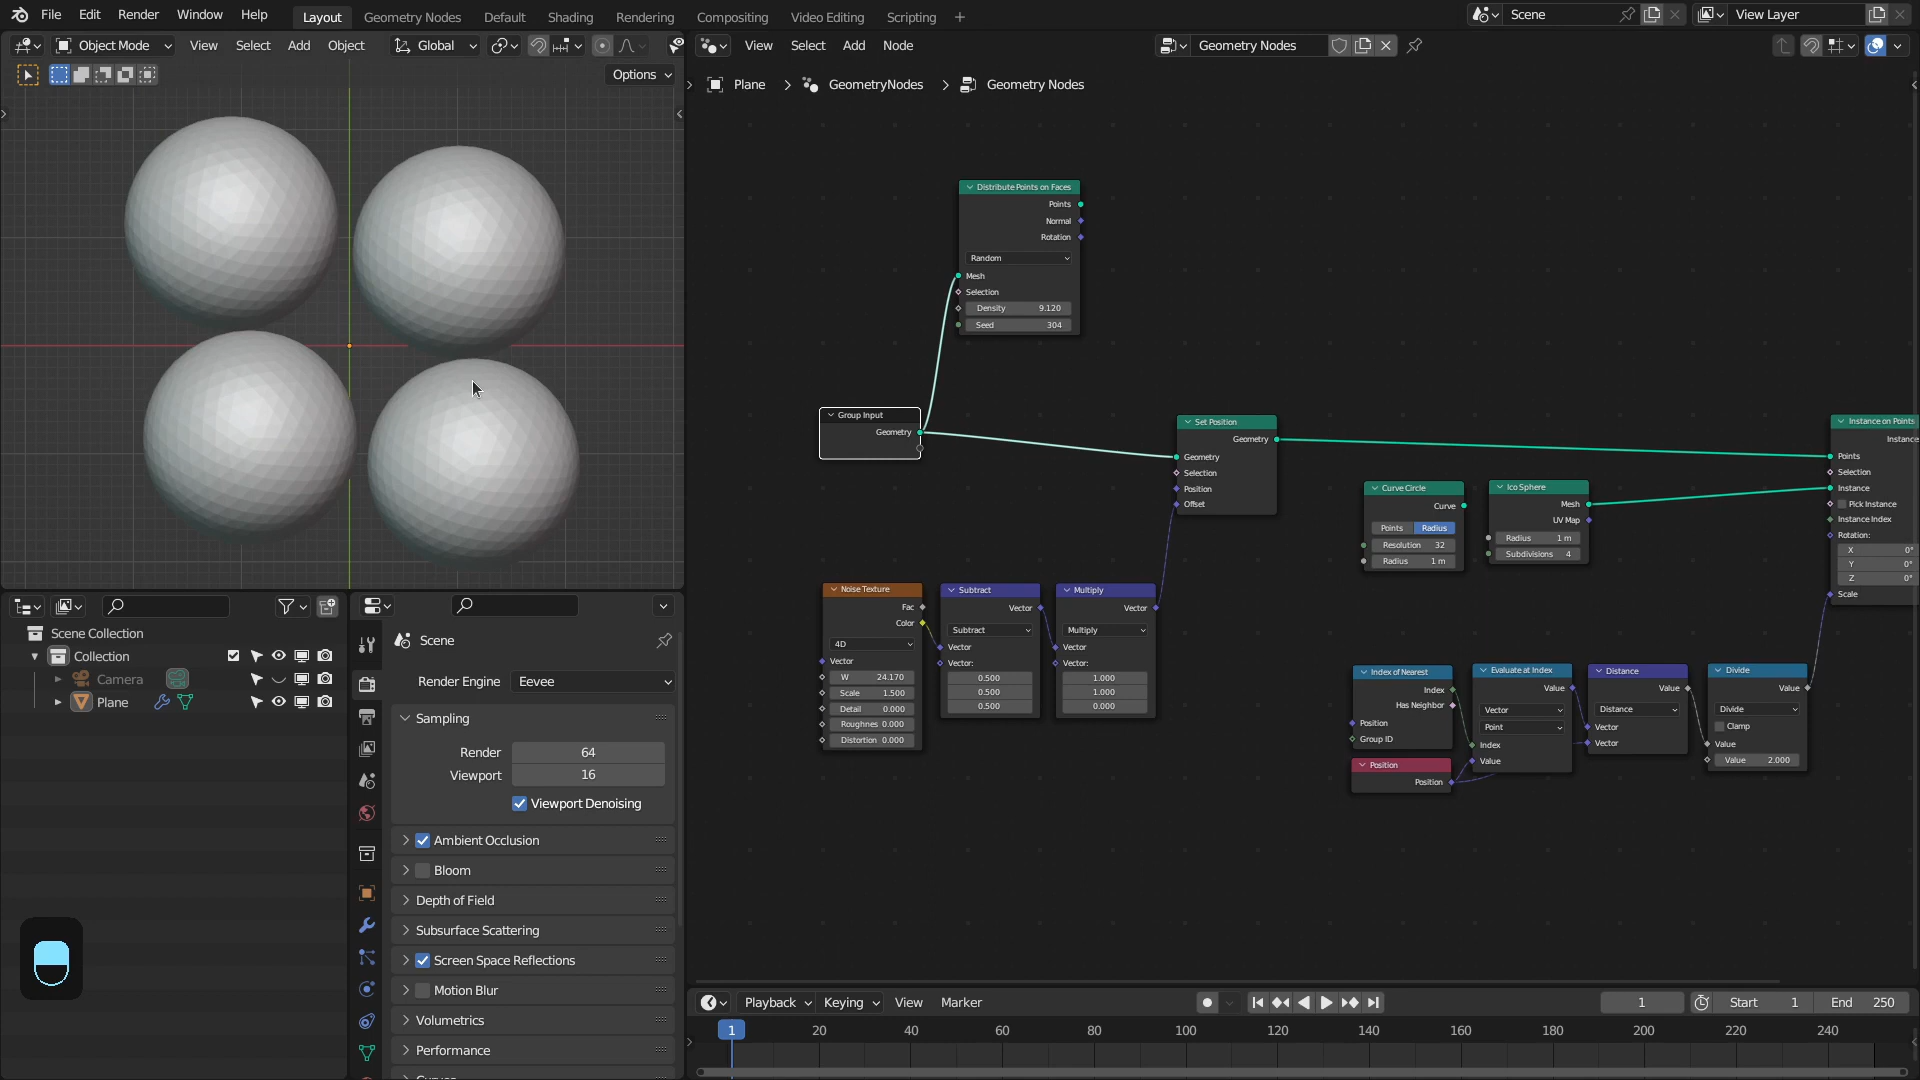 File Edit Render Window Help
Layout Geometry Nodes Default Shading Rendering Compositing Video Editing Scripting
Scene
View Layer
Object Mode View Select Add Object Global
Options
View Select Add Node
Geometry Nodes
Plane GeometryNodes Geometry Nodes
Distribute Points on Faces
Points
Normal
Rotation
Random
Mesh
Selection
Density 9.120
Seed 304
Group Input
Geometry
Set Position
Geometry
Geometry
Selection
Position
Offset
Curve Circle
Curve
Points Radius
Resolution 32
Radius 1 m
Ico Sphere
Mesh
UV Map
Radius 1 m
Subdivisions 4
Instance on Points
Instance
Points
Selection
Instance
Pick Instance
Instance Index
Rotation:
X 0°
Y 0°
Z 0°
Scale
Noise Texture
Fac
Color
4D
Vector
W 24.170
Scale 1.500
Detail 0.000
Roughnes 0.000
Distortion 0.000
Subtract
Vector
Subtract
Vector
Vector:
0.500
0.500
0.500
Multiply
Vector
Multiply
Vector
Vector:
1.000
1.000
0.000
Index of Nearest
Index
Has Neighbor
Position
Group ID
Position
Position
Evaluate at Index
Value
Vector
Point
Index
Value
Distance
Value
Distance
Vector
Vector
Divide
Value
Divide
Clamp
Value
Value 2.000
Scene Collection
Collection
Camera
Plane
Scene
Render Engine Eevee
Sampling
Render 64
Viewport 16
Viewport Denoising
Ambient Occlusion
Bloom
Depth of Field
Subsurface Scattering
Screen Space Reflections
Motion Blur
Volumetrics
Performance
Playback Keying View Marker
1
Start 1
End 250
1 20 40 60 80 100 120 140 160 180 200 220 240